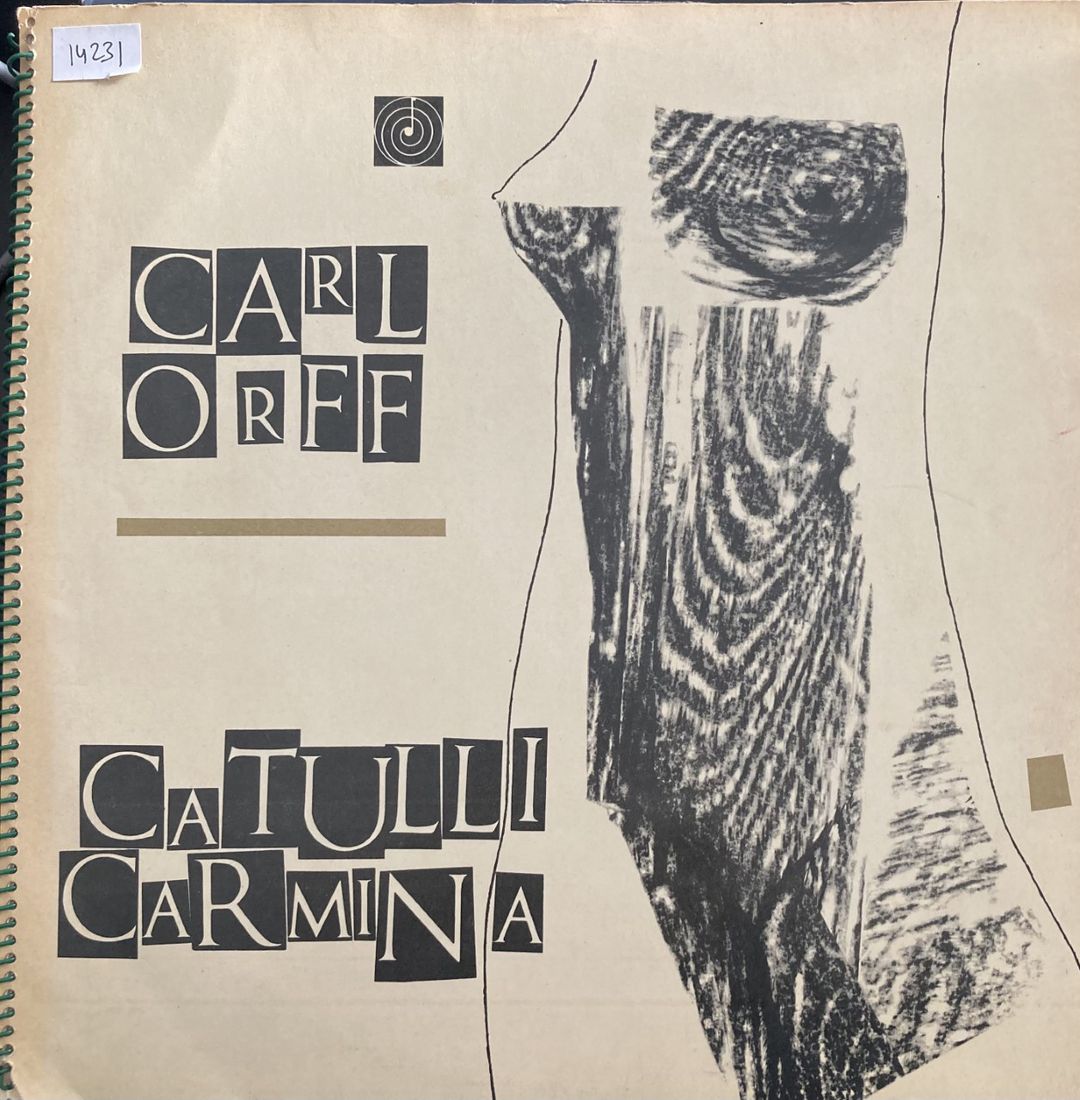 14231
CARL
ORFF
CATULLI
CARMINA